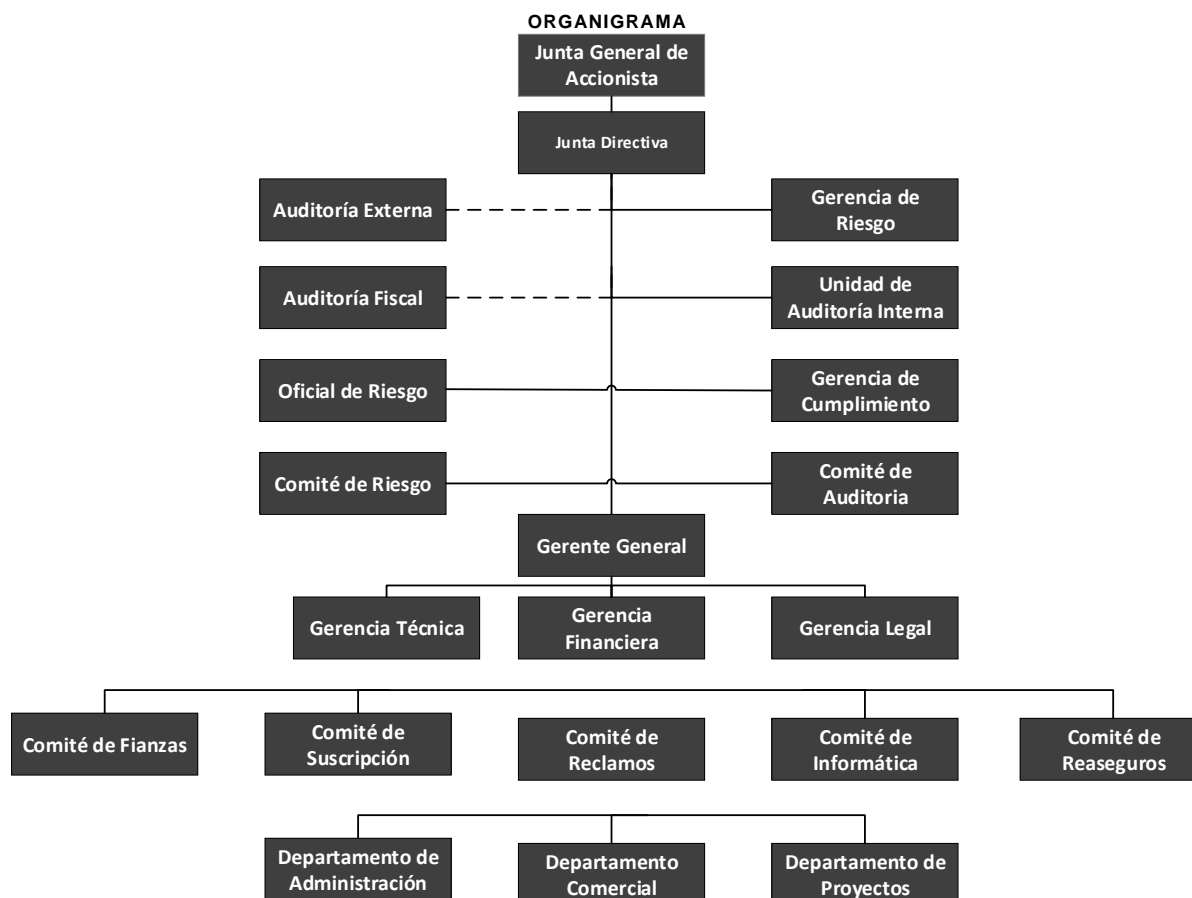 ORGANIGRAMA
Junta General de
Accionista
Junta Directiva
Auditoría Externa
Gerencia de
Riesgo
Auditoría Fiscal
Unidad de
Auditoría Interna
Oficial de Riesgo
Gerencia de
Cumplimiento
Comité de Riesgo
Comité de
Auditoria
Gerente General
Gerencia Técnica
Gerencia
Financiera
Gerencia Legal
Comité de Fianzas
Comité de
Suscripción
Comité de
Reclamos
Comité de
Informática
Comité de
Reaseguros
Departamento de
Administración
Departamento
Comercial
Departamento de
Proyectos